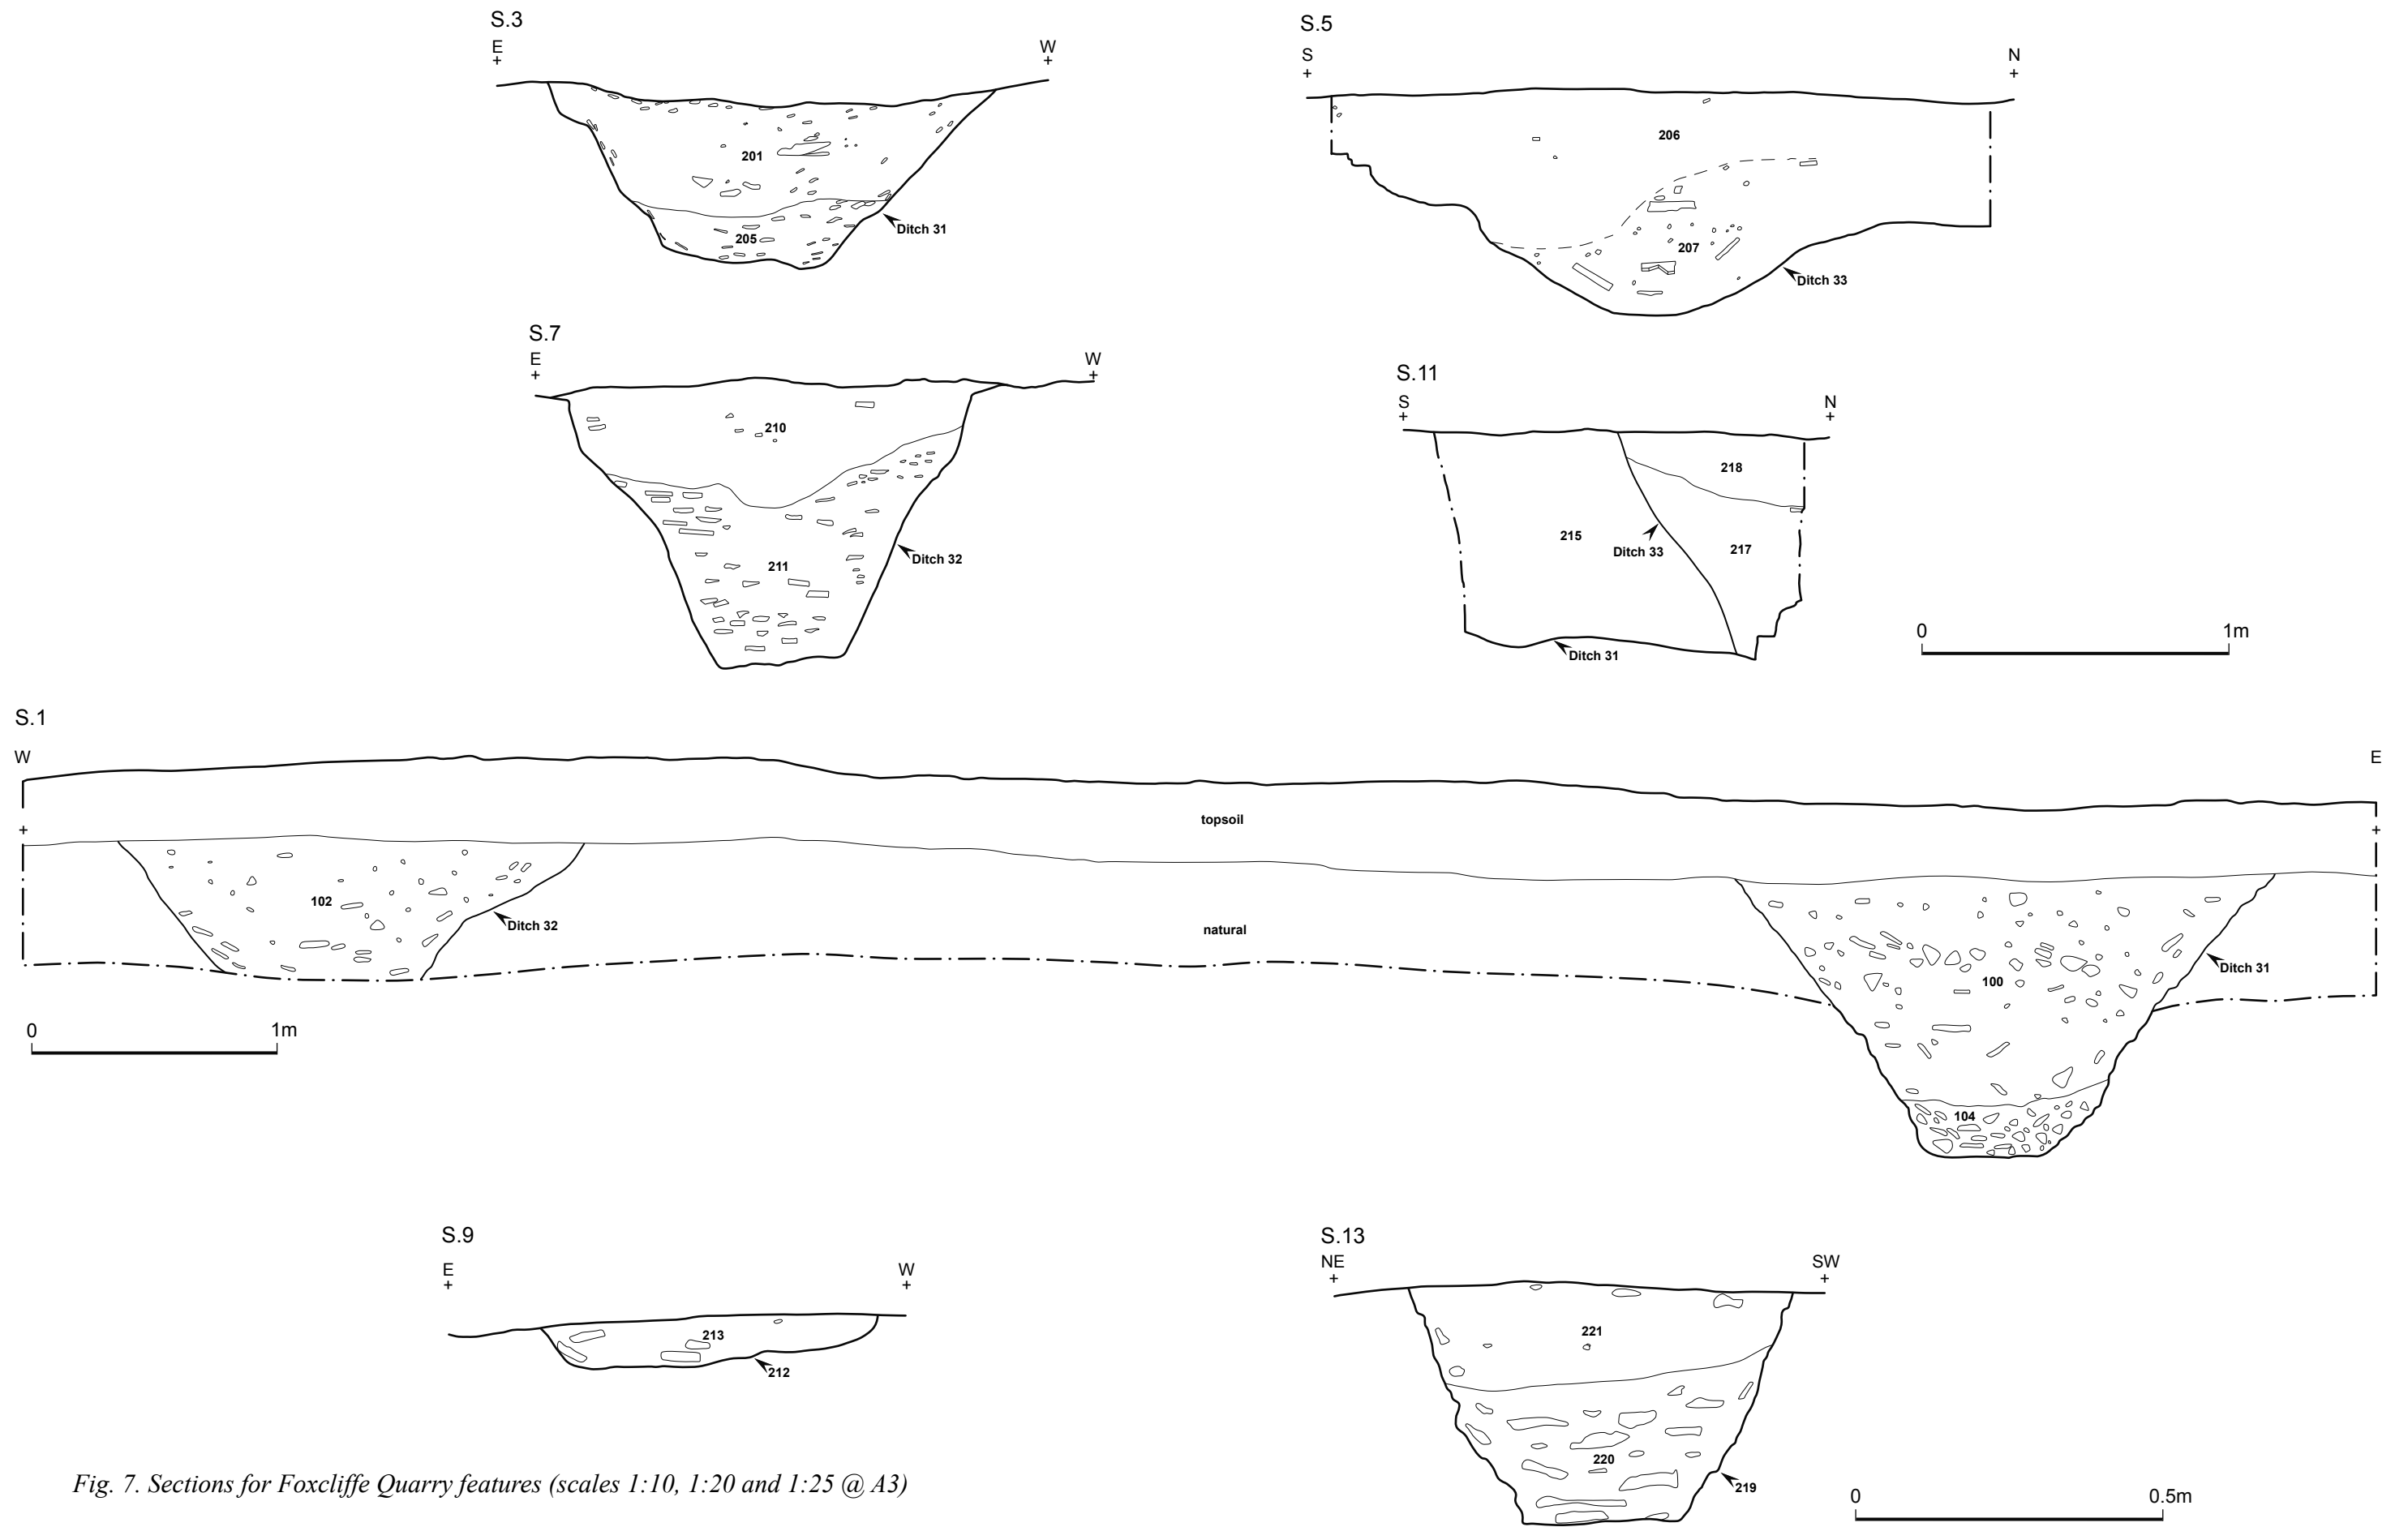 S.3
E W
+ +
201
205
Ditch 31
S.5
S N
+ +
206
207
Ditch 33
S.7
E W
+ +
210
211
Ditch 32
S.11
S N
+ +
218
215
Ditch 33
217
Ditch 31
0 1m
S.1
W E
+ +
topsoil
102
Ditch 32
natural
100
Ditch 31
104
0 1m
S.9
E W
+ +
213
212
S.13
NE SW
+ +
221
220
219
0 0.5m
Fig. 7. Sections for Foxcliffe Quarry features (scales 1:10, 1:20 and 1:25 @ A3)